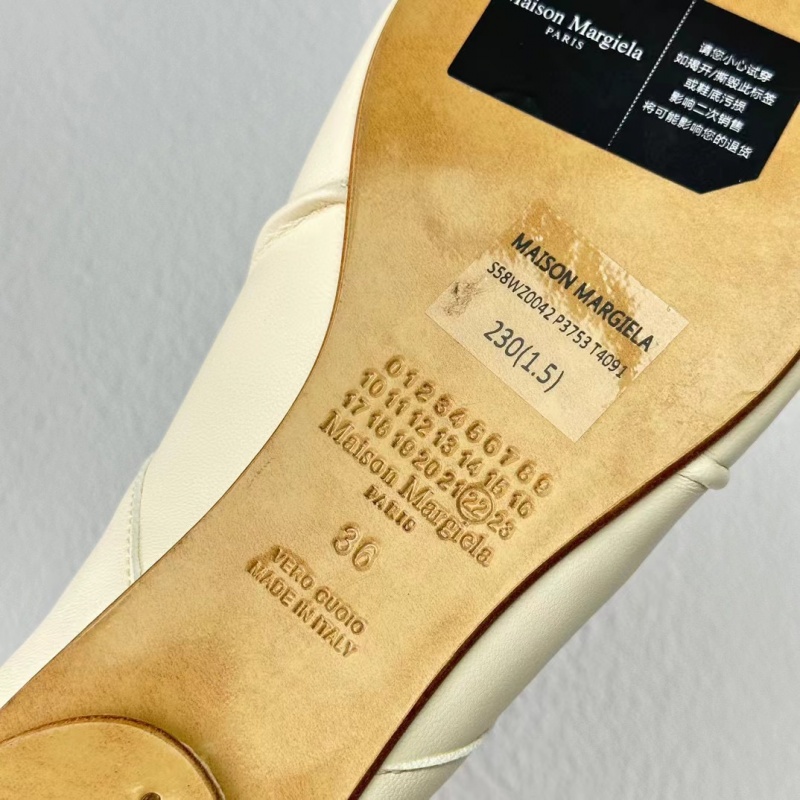 Maison Margiela
PARIS
请您小心试穿
如揭开/撕毁此标签
或鞋底污损
影响二次销售
将可能影响您的退货
MAISON MARGIELA
S58WZ0042 P3753 T4091
230(1.5)
0 1 2 3 4 5 6 7 8 9
10 11 12 13 14 15 16
17 18 19 20 21 22 23
Maison Margiela
PARIS
36
VERO CUOIO
MADE IN ITALY